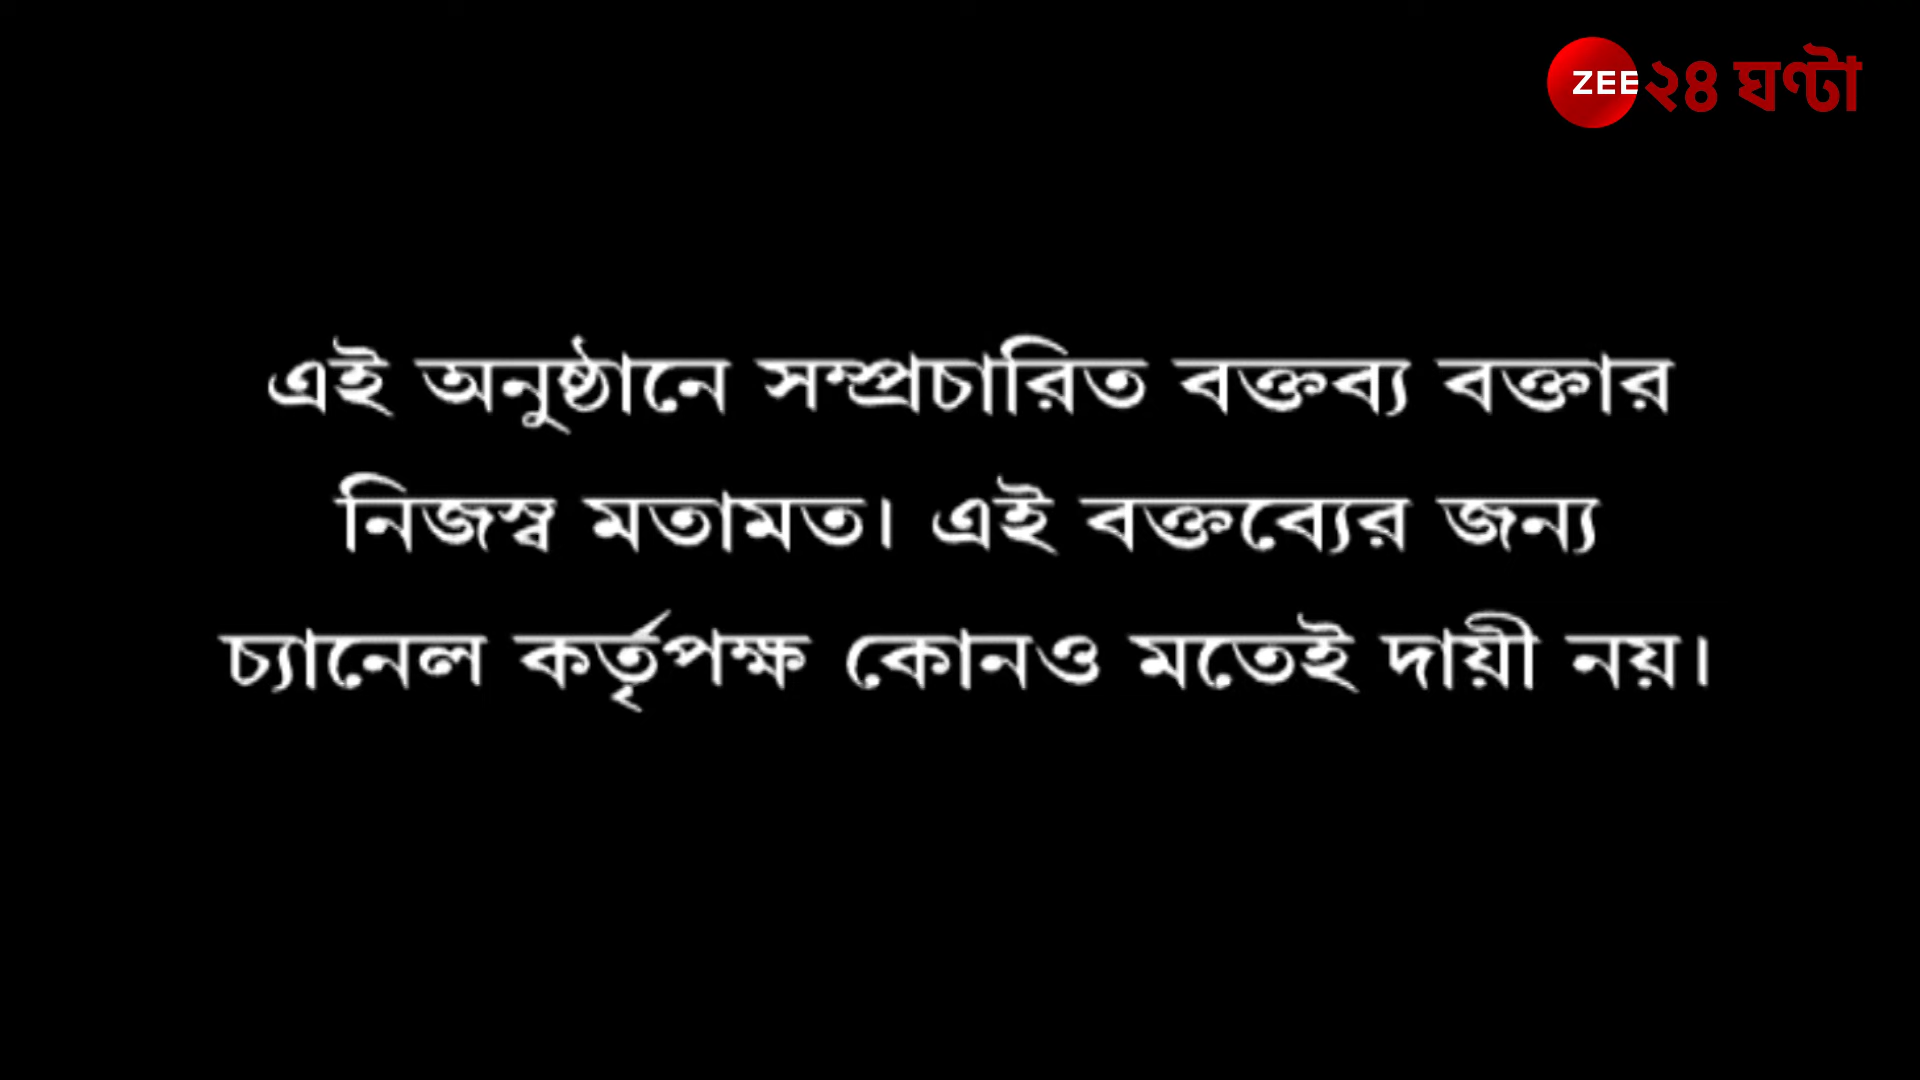 ZEE ২৪ ঘণ্টা
এই অনুষ্ঠানে সম্প্রচারিত বক্তব্য বক্তার
নিজস্ব মতামত। এই বক্তব্যের জন্য
চ্যানেল কর্তৃপক্ষ কোনও মতেই দায়ী নয়।